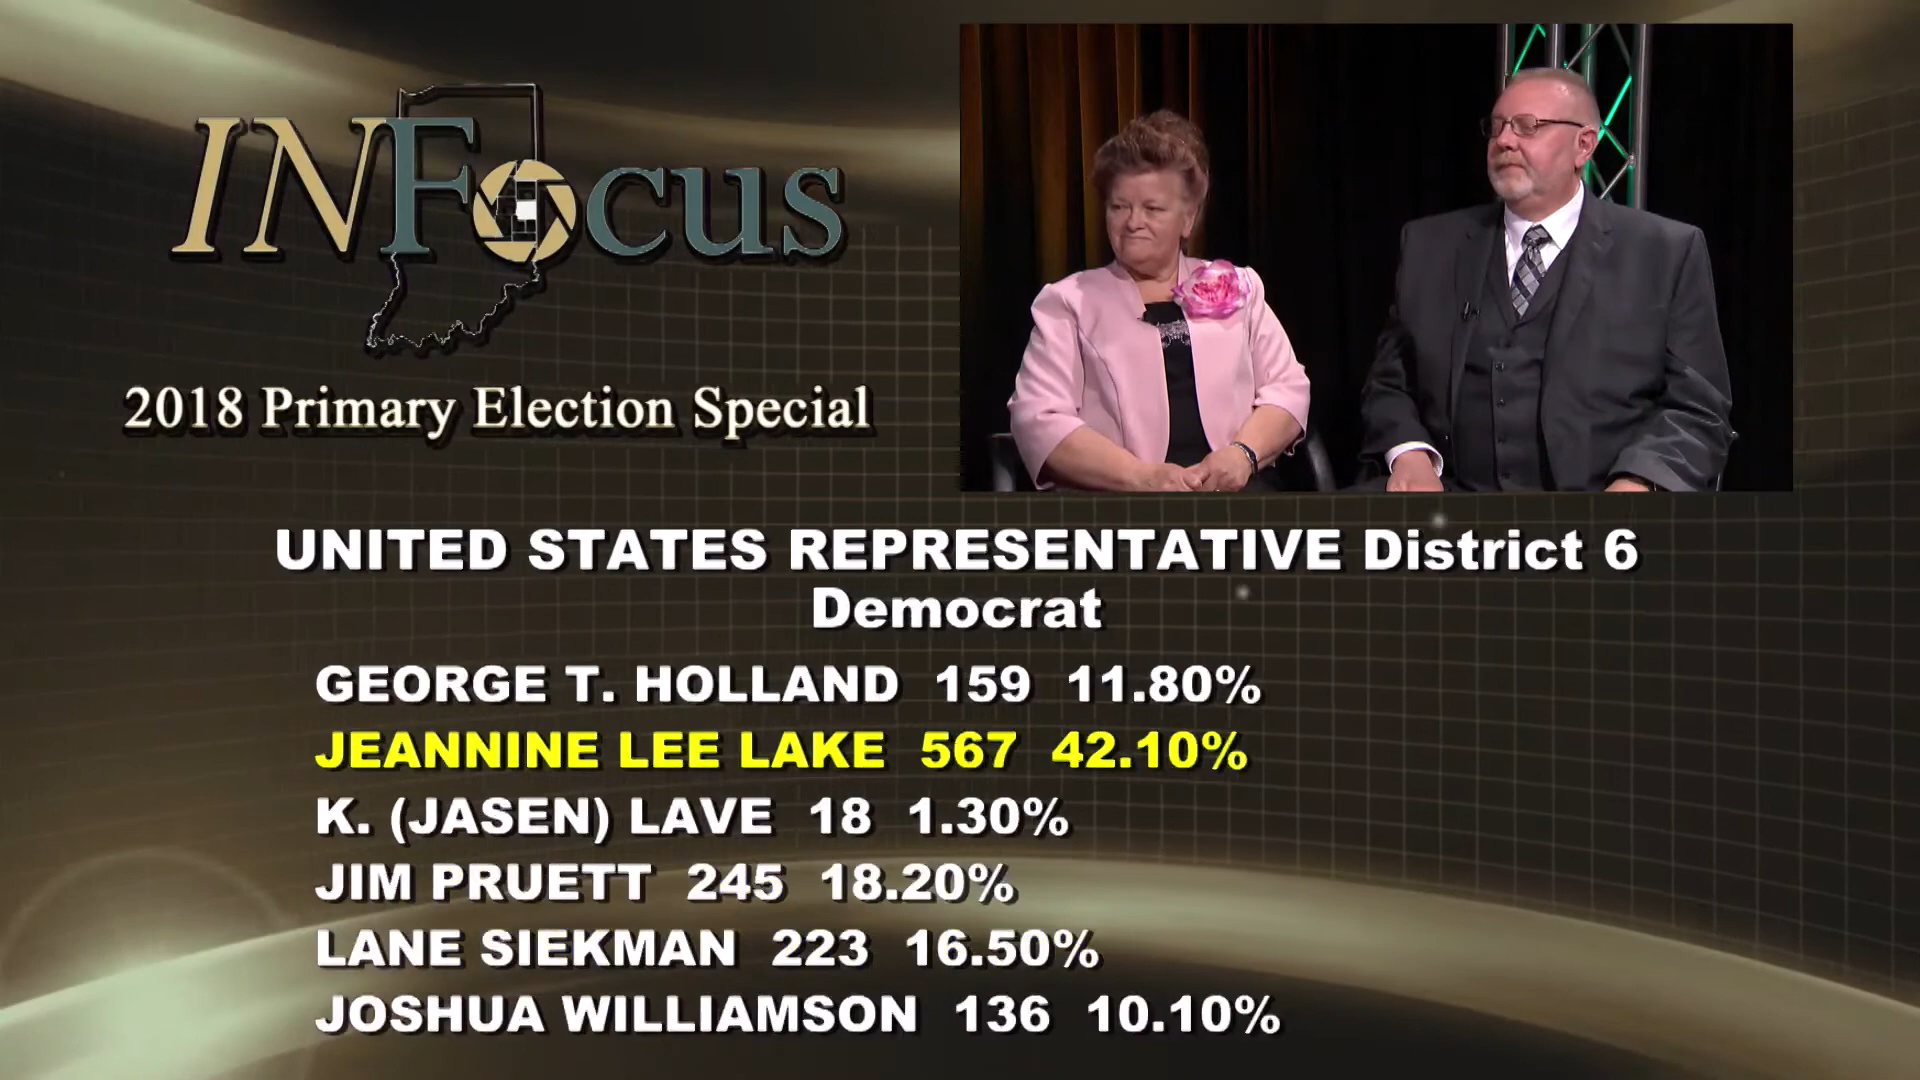 INFocus
2018 Primary Election Special
UNITED STATES REPRESENTATIVE District 6
Democrat
GEORGE T. HOLLAND 159 11.80%
JEANNINE LEE LAKE 567 42.10%
K. (JASEN) LAVE 18 1.30%
JIM PRUETT 245 18.20%
LANE SIEKMAN 223 16.50%
JOSHUA WILLIAMSON 136 10.10%